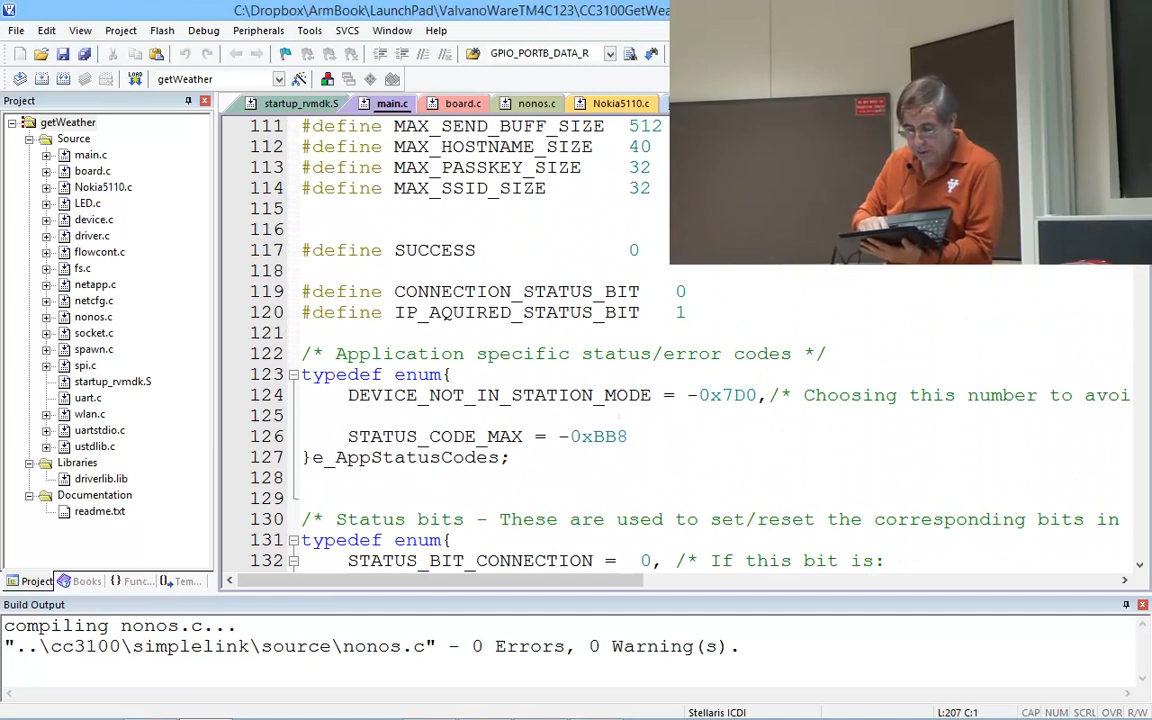 C:\Dropbox\ArmBook\LaunchPad\ValvanoWareTM4C123\CC3100GetWea
File Edit View Project Flash Debug Peripherals Tools SVCS Window Help
GPIO_PORTB_DATA_R
LOAD getWeather
Project
startup_rvmdk.S main.c board.c nonos.c Nokia5110.c
getWeather
Source
main.c
board.c
Nokia5110.c
LED.c
device.c
driver.c
flowcont.c
fs.c
netapp.c
netcfg.c
nonos.c
socket.c
spawn.c
spi.c
startup_rvmdk.S
uart.c
wlan.c
uartstdio.c
ustdlib.c
Libraries
driverlib.lib
Documentation
readme.txt
Project Books {} Func... Tem...
111 #define MAX_SEND_BUFF_SIZE 512
112 #define MAX_HOSTNAME_SIZE 40
113 #define MAX_PASSKEY_SIZE 32
114 #define MAX_SSID_SIZE 32
115
116
117 #define SUCCESS 0
118
119 #define CONNECTION_STATUS_BIT 0
120 #define IP_AQUIRED_STATUS_BIT 1
121
122 /* Application specific status/error codes */
123 typedef enum{
124 DEVICE_NOT_IN_STATION_MODE = -0x7D0,/* Choosing this number to avoi
125
126 STATUS_CODE_MAX = -0xBB8
127 }e_AppStatusCodes;
128
129
130 /* Status bits - These are used to set/reset the corresponding bits in
131 typedef enum{
132 STATUS_BIT_CONNECTION = 0, /* If this bit is:
Build Output
compiling nonos.c...
"..\cc3100\simplelink\source\nonos.c" - 0 Errors, 0 Warning(s).
Stellaris ICDI L:207 C:1 CAP NUM SCRL OVR R/W